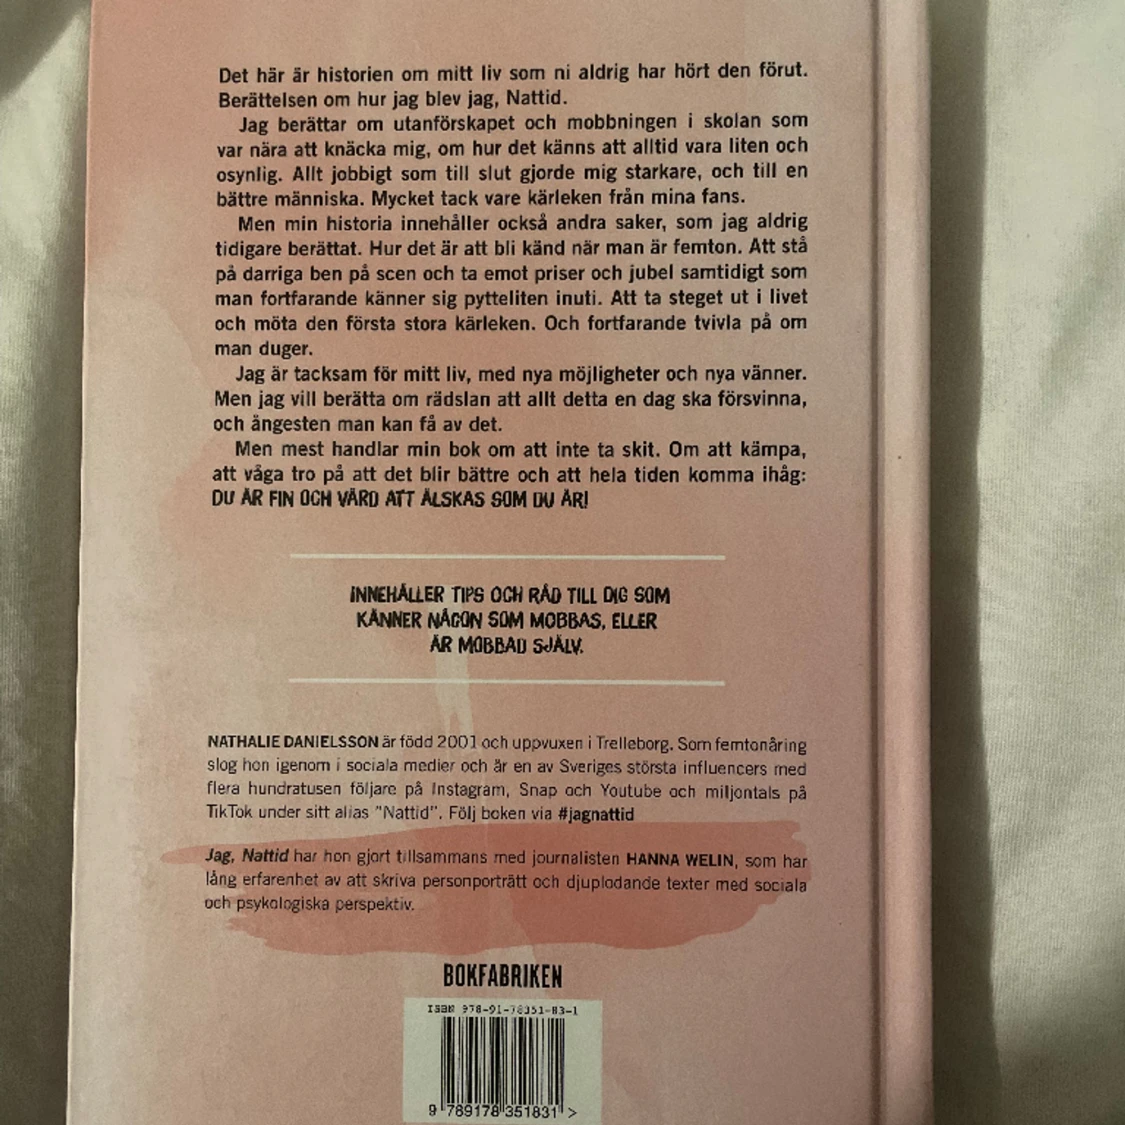 Det här är historien om mitt liv som ni aldrig har hört den förut.
Berättelsen om hur jag blev jag, Nattid.
Jag berättar om utanförskapet och mobbningen i skolan som
var nära att knäcka mig, om hur det känns att alltid vara liten och
osynlig. Allt jobbigt som till slut gjorde mig starkare, och till en
bättre människa. Mycket tack vare kärleken från mina fans.
Men min historia innehåller också andra saker, som jag aldrig
tidigare berättat. Hur det är att bli känd när man är femton. Att stå
på darriga ben på scen och ta emot priser och jubel samtidigt som
man fortfarande känner sig pytteliten inuti. Att ta steget ut i livet
och möta den första stora kärleken. Och fortfarande tvivla på om
man duger.
Jag är tacksam för mitt liv, med nya möjligheter och nya vänner.
Men jag vill berätta om rädslan att allt detta en dag ska försvinna,
och ångesten man kan få av det.
Men mest handlar min bok om att inte ta skit. Om att kämpa,
att våga tro på att det blir bättre och att hela tiden komma ihåg:
DU ÄR FIN OCH VÄRD ATT ÄLSKAS SOM DU ÄR!
INNEHÅLLER TIPS OCH RÅD TILL DIG SOM
KÄNNER NÅGON SOM MOBBAS, ELLER
ÄR MOBBAD SJÄLV.
NATHALIE DANIELSSON är född 2001 och uppvuxen i Trelleborg. Som femtonåring
slog hon igenom i sociala medier och är en av Sveriges största influencers med
flera hundratusen följare på Instagram, Snap och Youtube och miljontals på
TikTok under sitt alias "Nattid". Följ boken via #jagnattid
Jag, Nattid har hon gjort tillsammans med journalisten HANNA WELIN, som har
lång erfarenhet av att skriva personporträtt och djuplodande texter med sociala
och psykologiska perspektiv.
BOKFABRIKEN
ISBN 978-91-78351-83-1
9 789178 351831 >